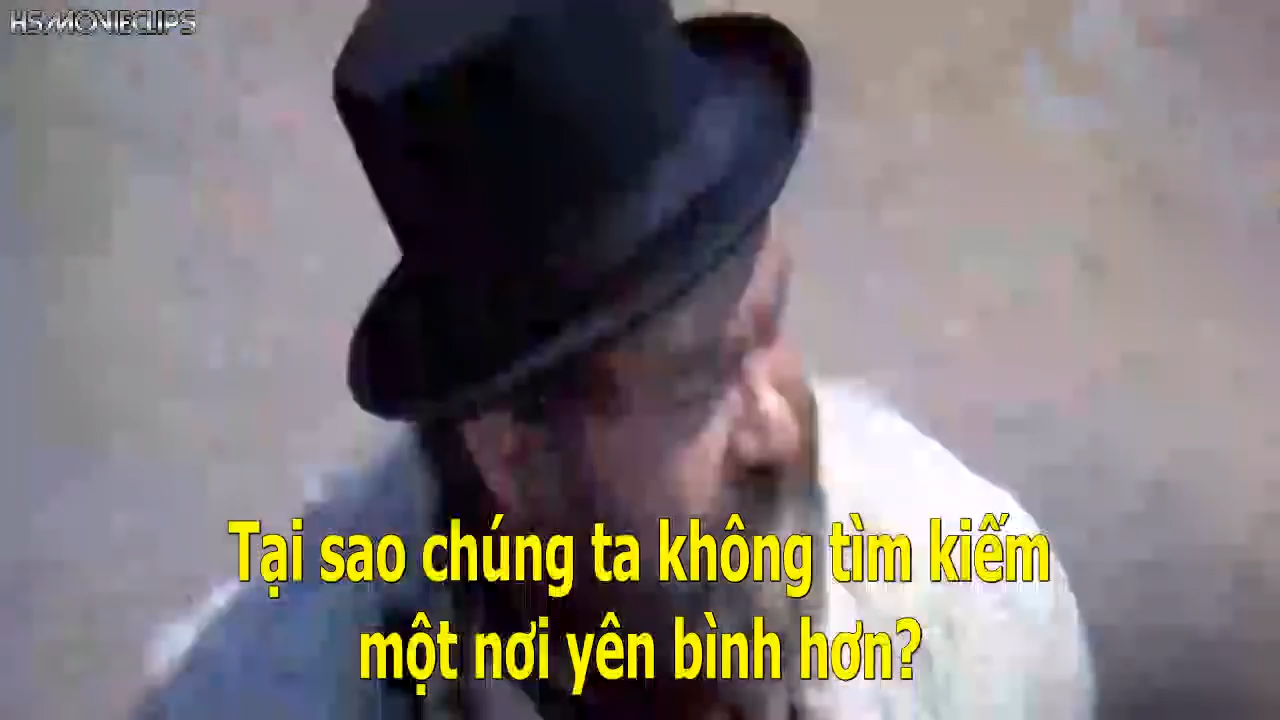 HSMOVIECLIPS
Tại sao chúng ta không tìm kiếm
một nơi yên bình hơn?